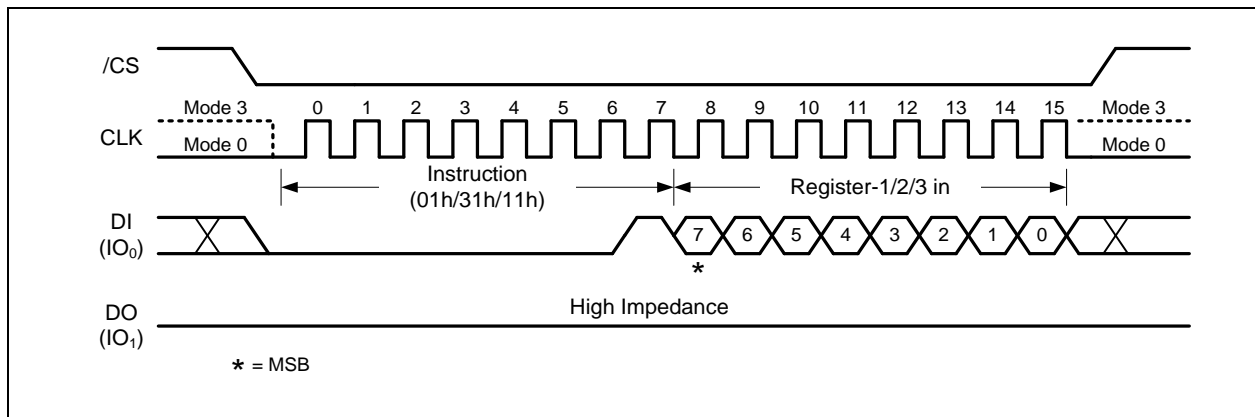 /CS
Mode 3 0 1 2 3 4 5 6 7 8 9 10 11 12 13 14 15 Mode 3
CLK
Mode 0 Mode 0
Instruction
(01h/31h/11h)
Register-1/2/3 in
DI
(IO₀)
7 6 5 4 3 2 1 0
*
High Impedance
DO
(IO₁)
* = MSB